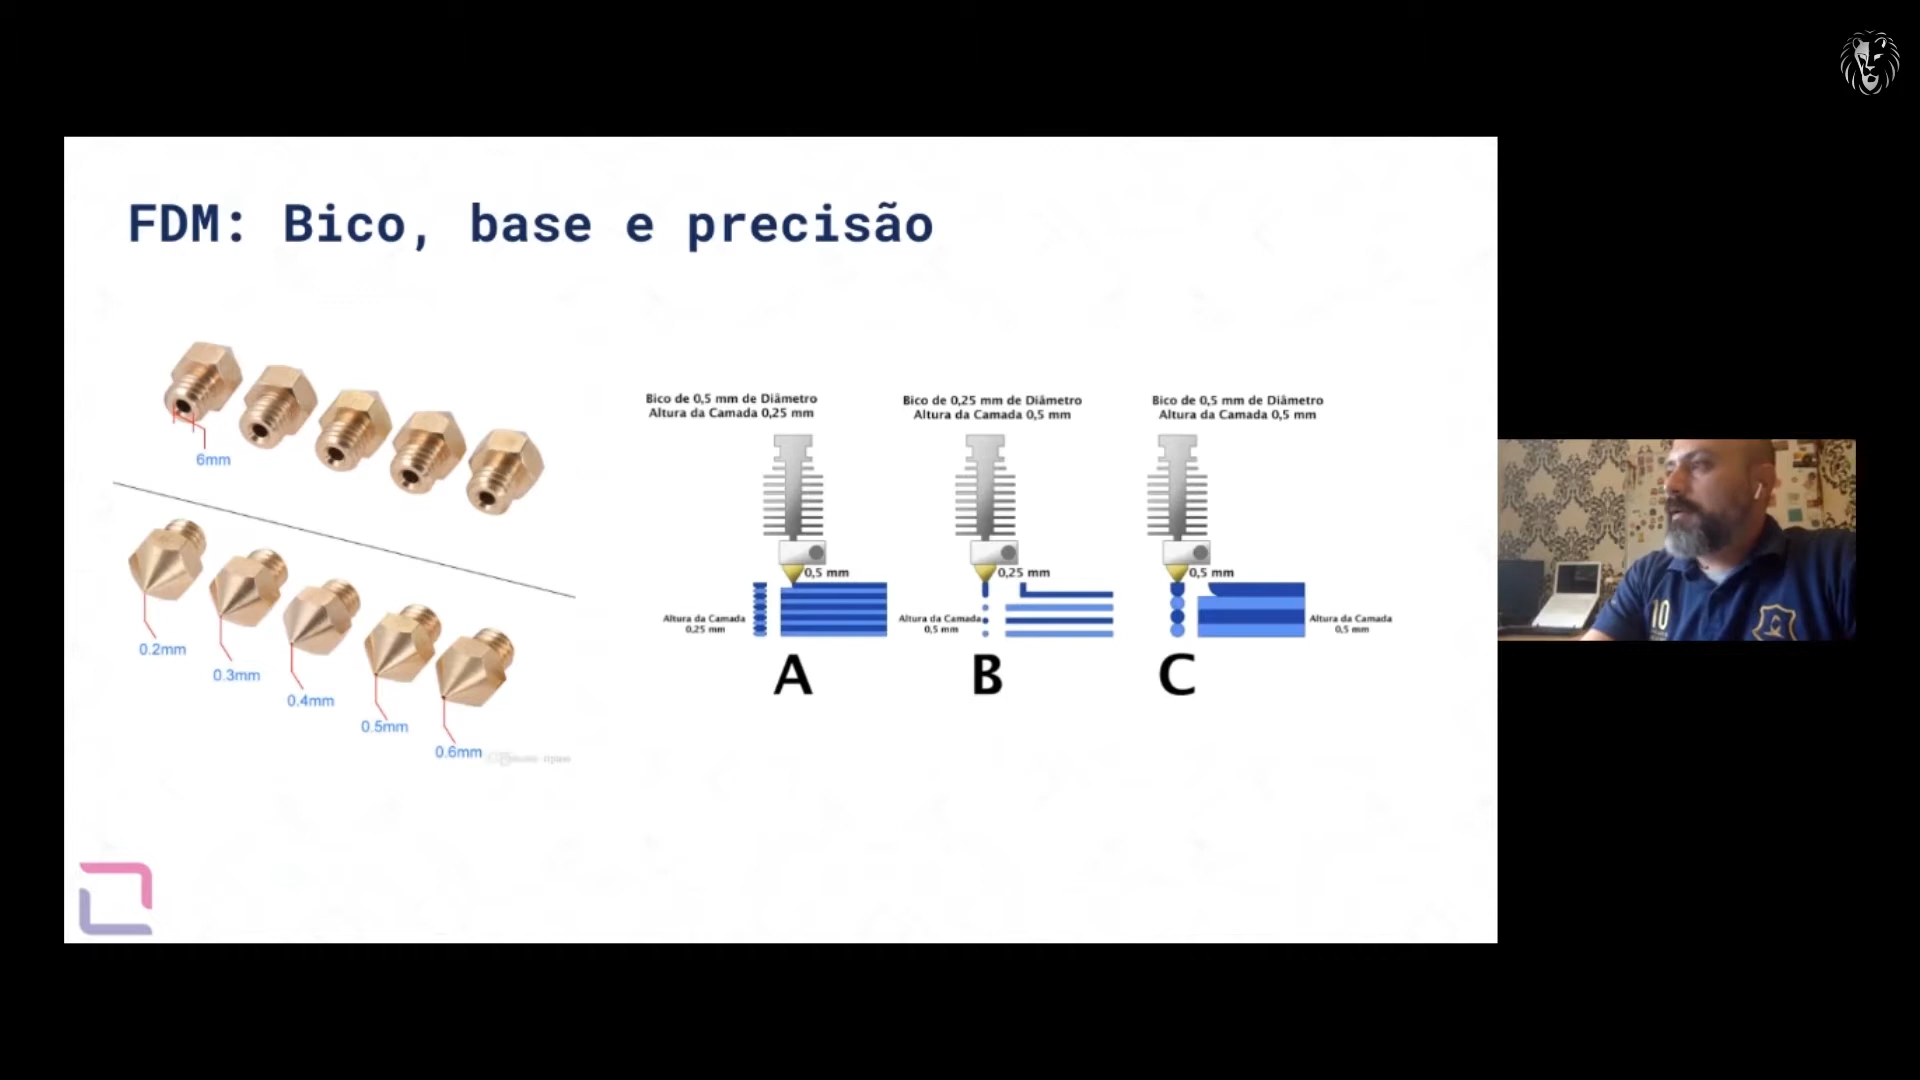 FDM: Bico, base e precisão
6mm
0.2mm
0.3mm
0.4mm
0.5mm
0.6mm
Bico de 0,5 mm de Diâmetro
Altura da Camada 0,25 mm
0,5 mm
Altura da Camada
0,25 mm
A
Bico de 0,25 mm de Diâmetro
Altura da Camada 0,5 mm
0,25 mm
Altura da Camada
0,5 mm
B
Bico de 0,5 mm de Diâmetro
Altura da Camada 0,5 mm
0,5 mm
Altura da Camada
0,5 mm
C
10